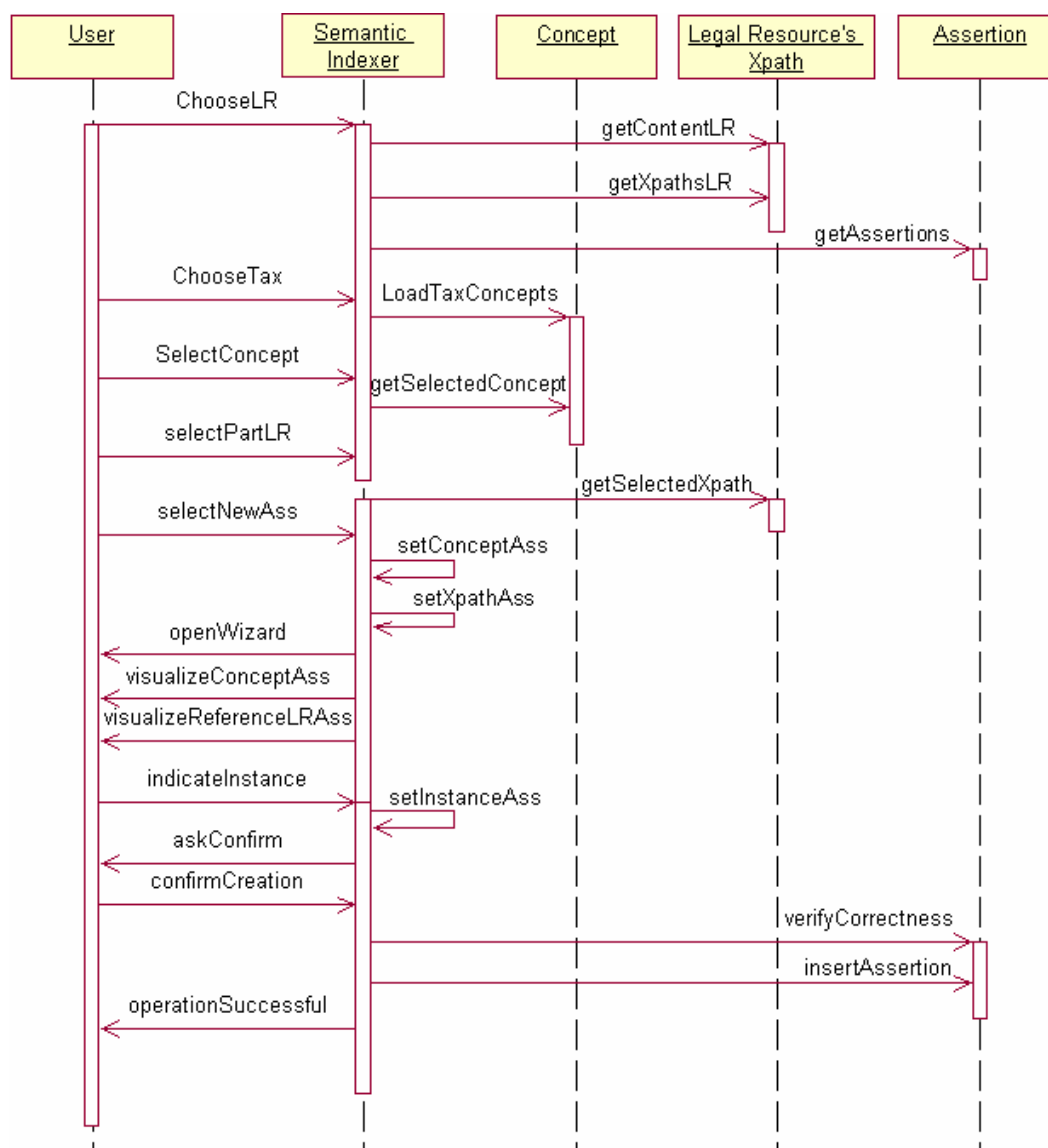 User
Semantic
Indexer
Concept
Legal Resource's
Xpath
Assertion
ChooseLR
getContentLR
getXpathsLR
getAssertions
ChooseTax
LoadTaxConcepts
SelectConcept
getSelectedConcept
selectPartLR
getSelectedXpath
selectNewAss
setConceptAss
setXpathAss
openWizard
visualizeConceptAss
visualizeReferenceLRAss
indicateInstance
setInstanceAss
askConfirm
confirmCreation
verifyCorrectness
insertAssertion
operationSuccessful